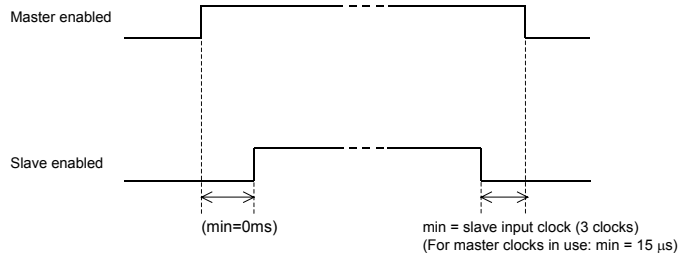 Master enabled
Slave enabled
(min=0ms)
min = slave input clock (3 clocks)
(For master clocks in use: min = 15 μs)